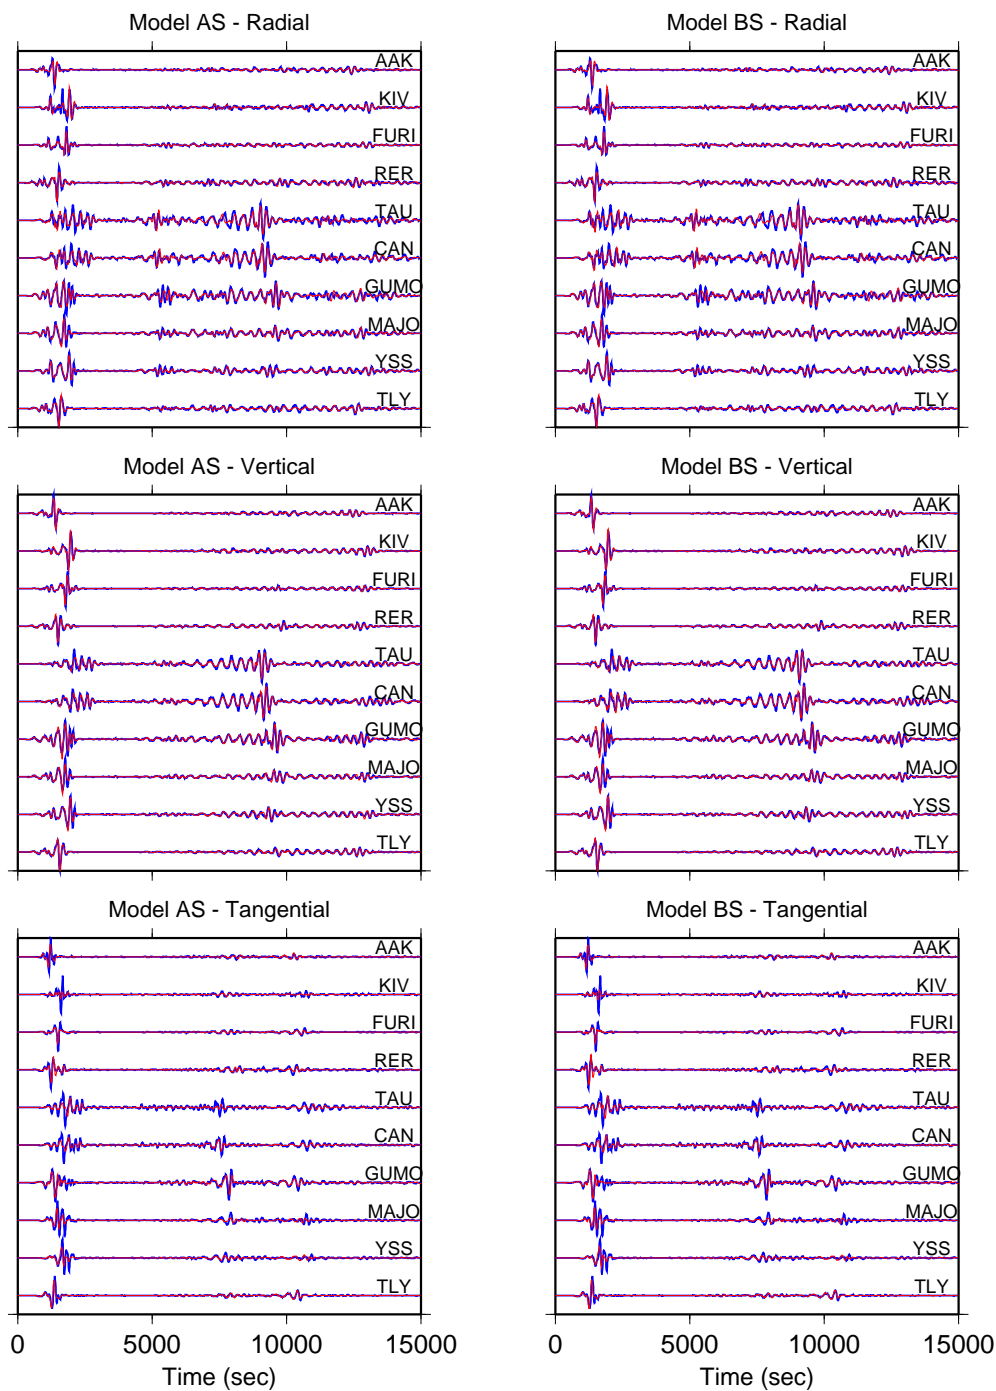 Model AS - Radial
AAK
KIV
FURI
RER
TAU
CAN
GUMO
MAJO
YSS
TLY
0 5000 10000 15000
Model BS - Radial
AAK
KIV
FURI
RER
TAU
CAN
GUMO
MAJO
YSS
TLY
Model AS - Vertical
AAK
KIV
FURI
RER
TAU
CAN
GUMO
MAJO
YSS
TLY
Model BS - Vertical
AAK
KIV
FURI
RER
TAU
CAN
GUMO
MAJO
YSS
TLY
Model AS - Tangential
AAK
KIV
FURI
RER
TAU
CAN
GUMO
MAJO
YSS
TLY
0 5000 10000 15000
Time (sec)
Model BS - Tangential
AAK
KIV
FURI
RER
TAU
CAN
GUMO
MAJO
YSS
TLY
0 5000 10000 15000
Time (sec)